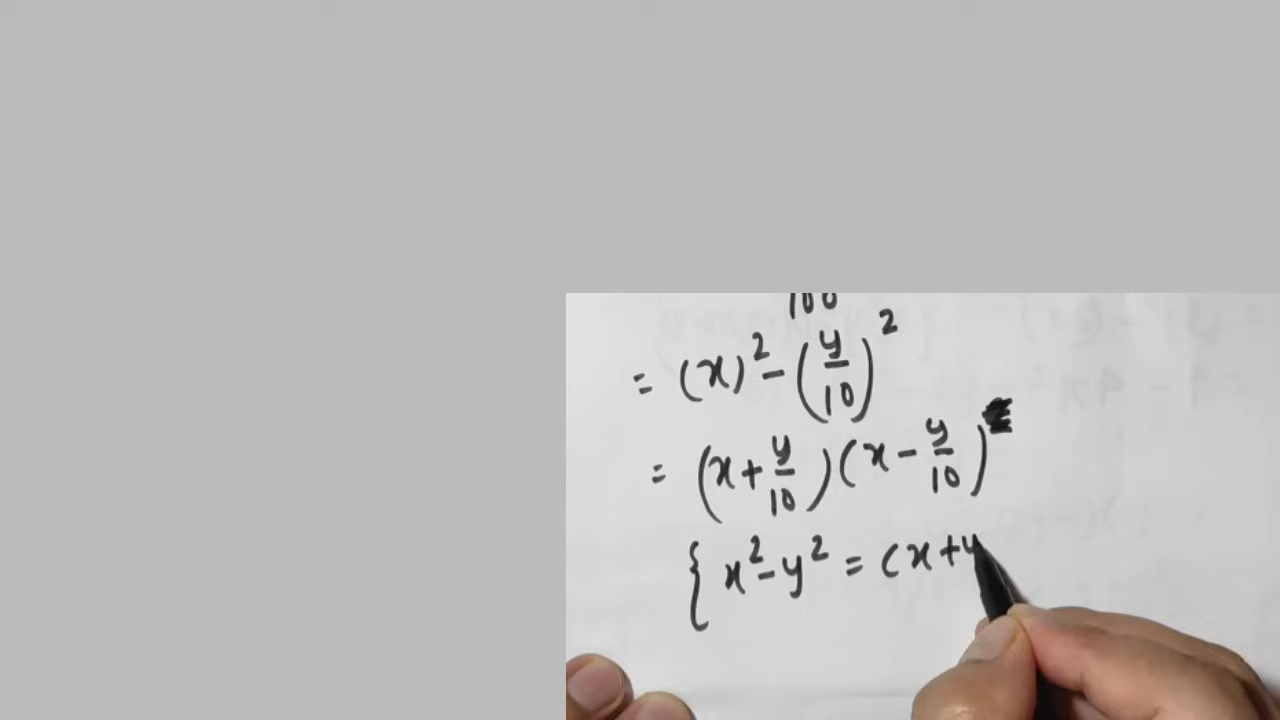 100
= (x)² - (y/10)²
= (x + y/10)(x - y/10)
{ x² - y² = (x + y